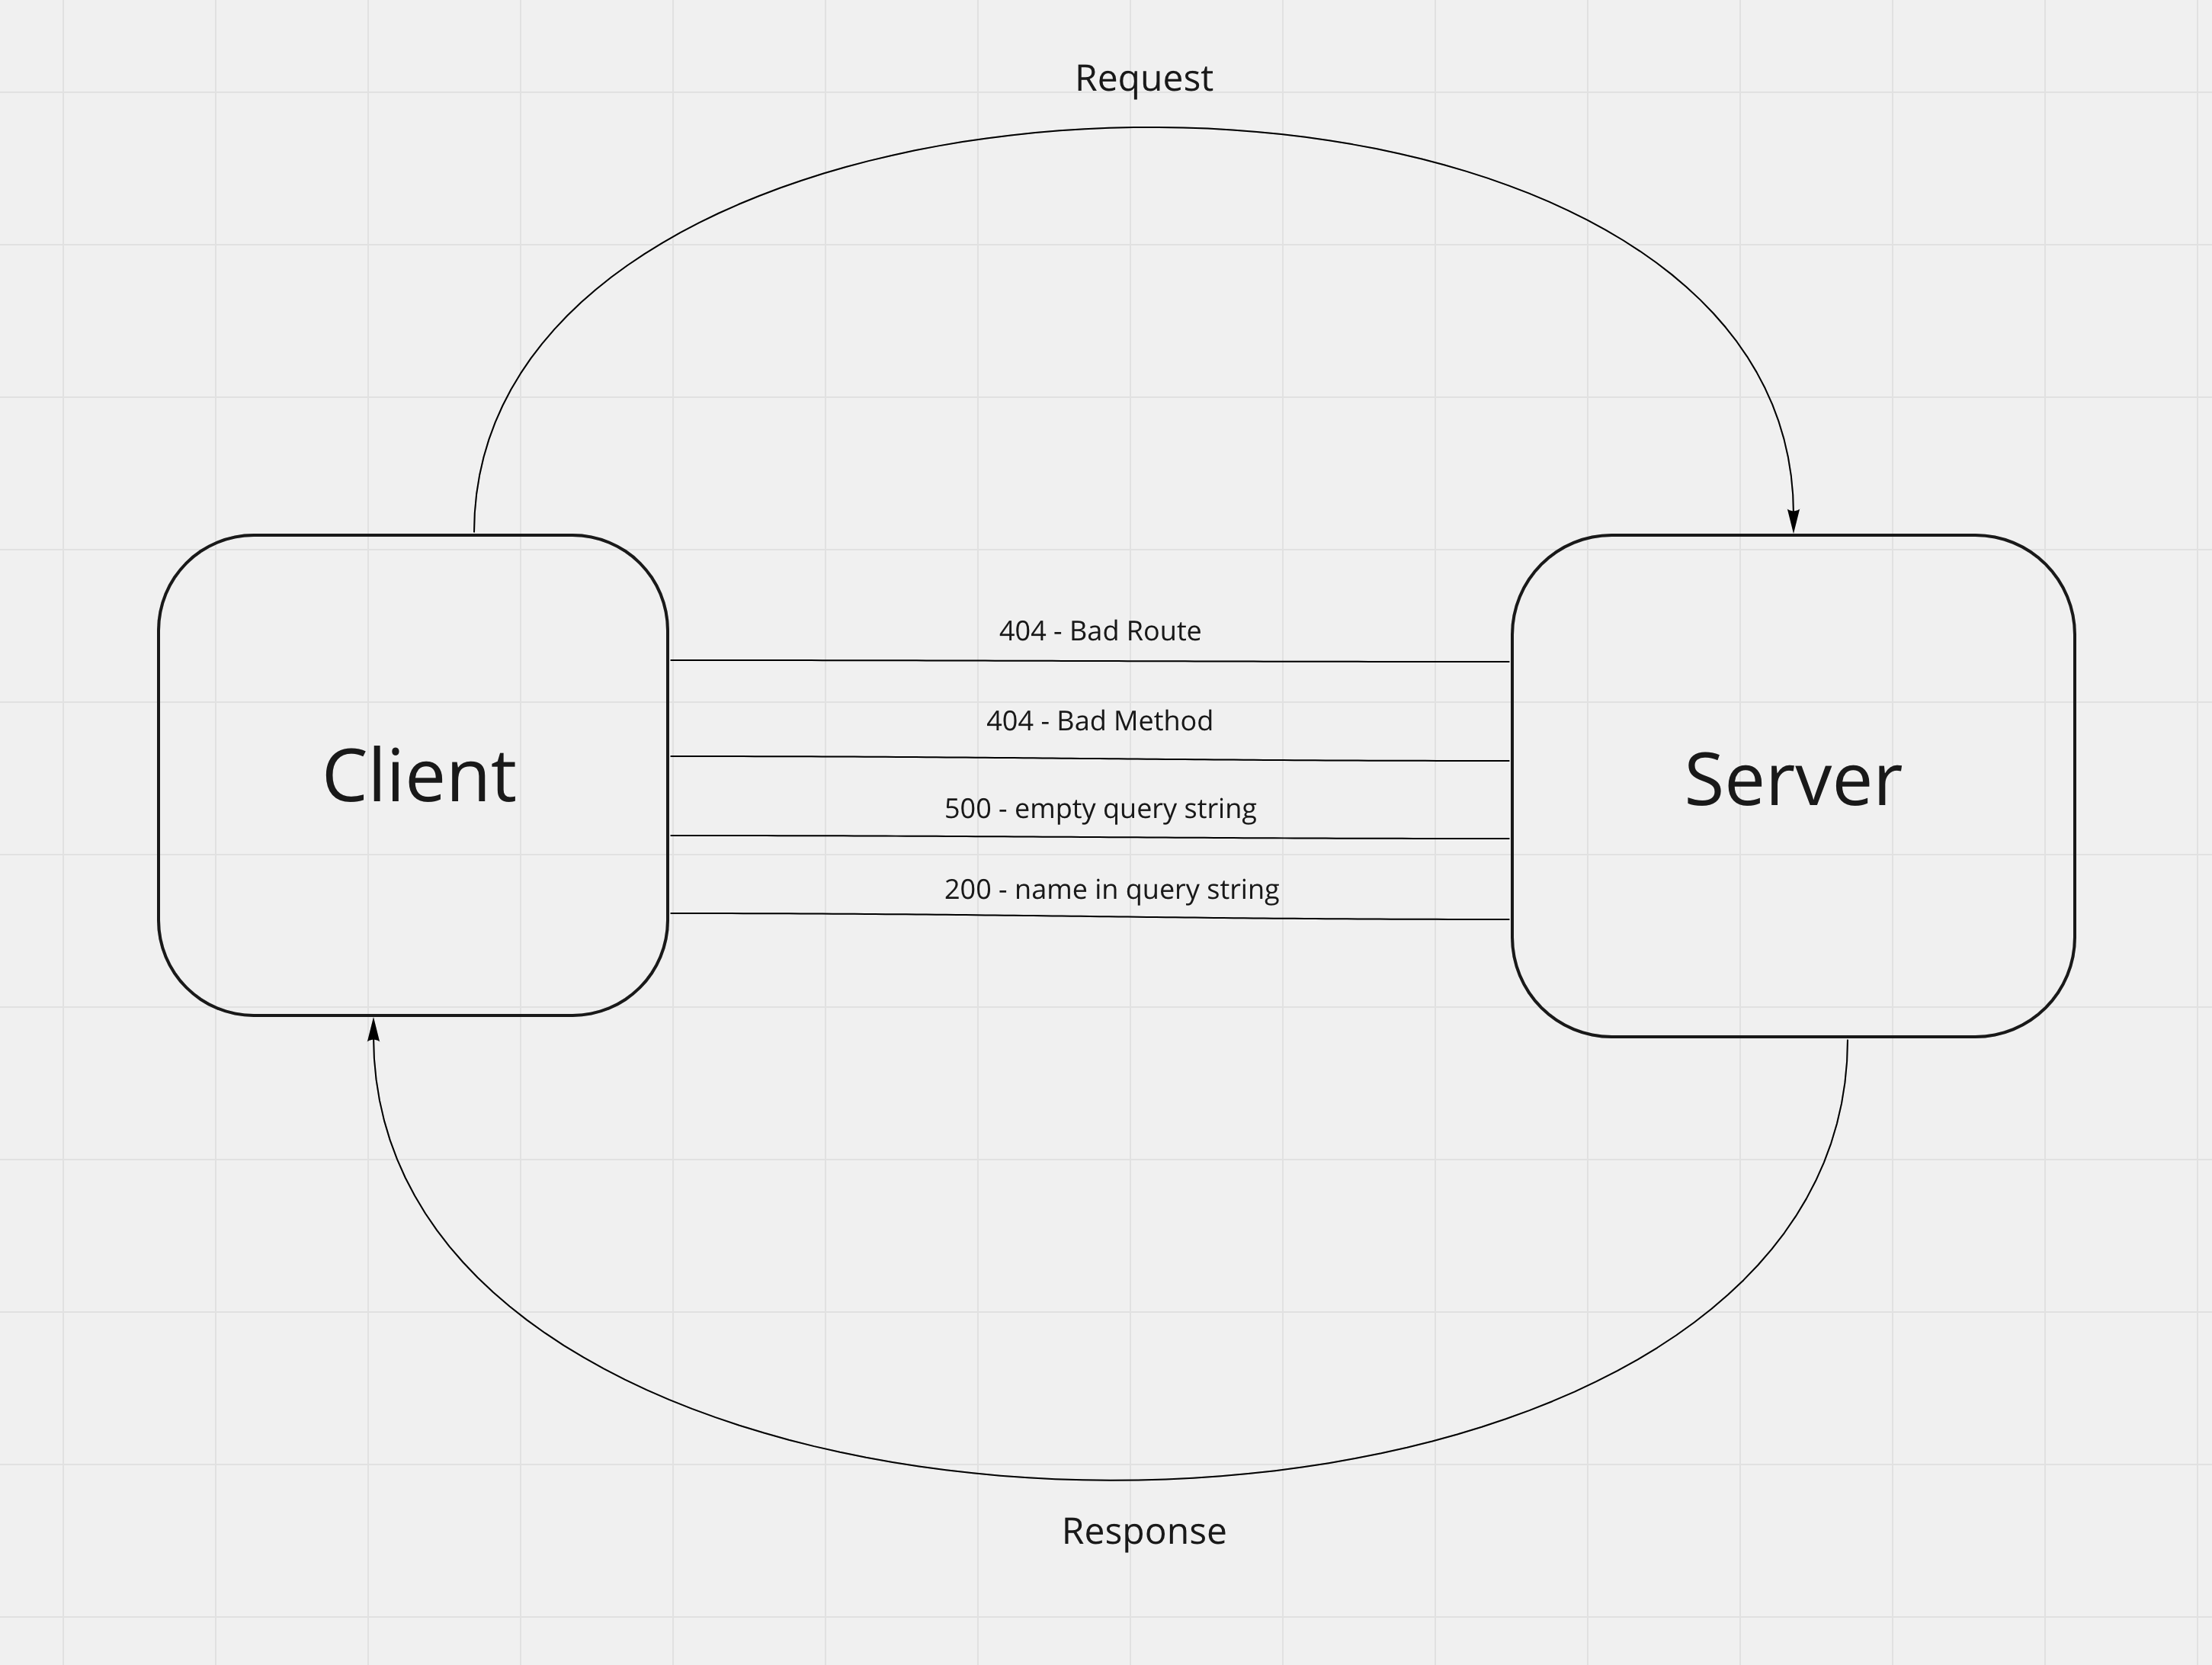 Request
404 - Bad Route
404 - Bad Method
Client
Server
500 - empty query string
200 - name in query string
Response